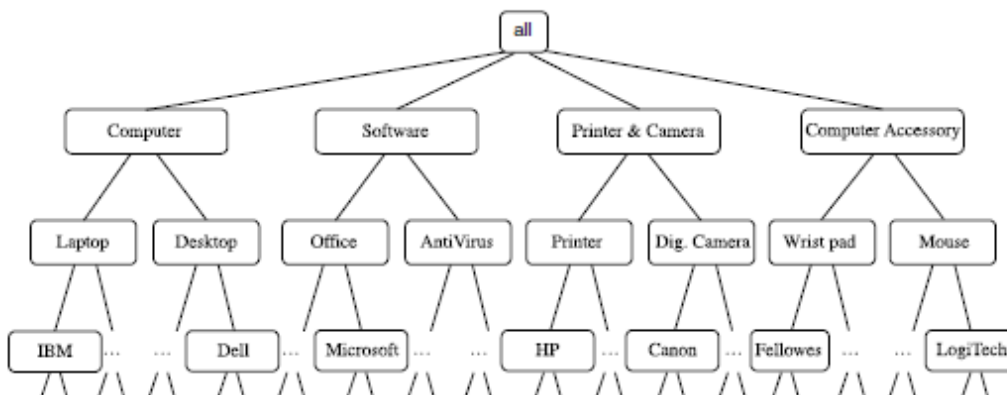 all
Computer
Software
Printer & Camera
Computer Accessory
Laptop
Desktop
Office
AntiVirus
Printer
Dig. Camera
Wrist pad
Mouse
IBM
...
...
Dell
...
Microsoft
...
...
HP
...
Canon
...
Fellowes
...
...
LogiTech